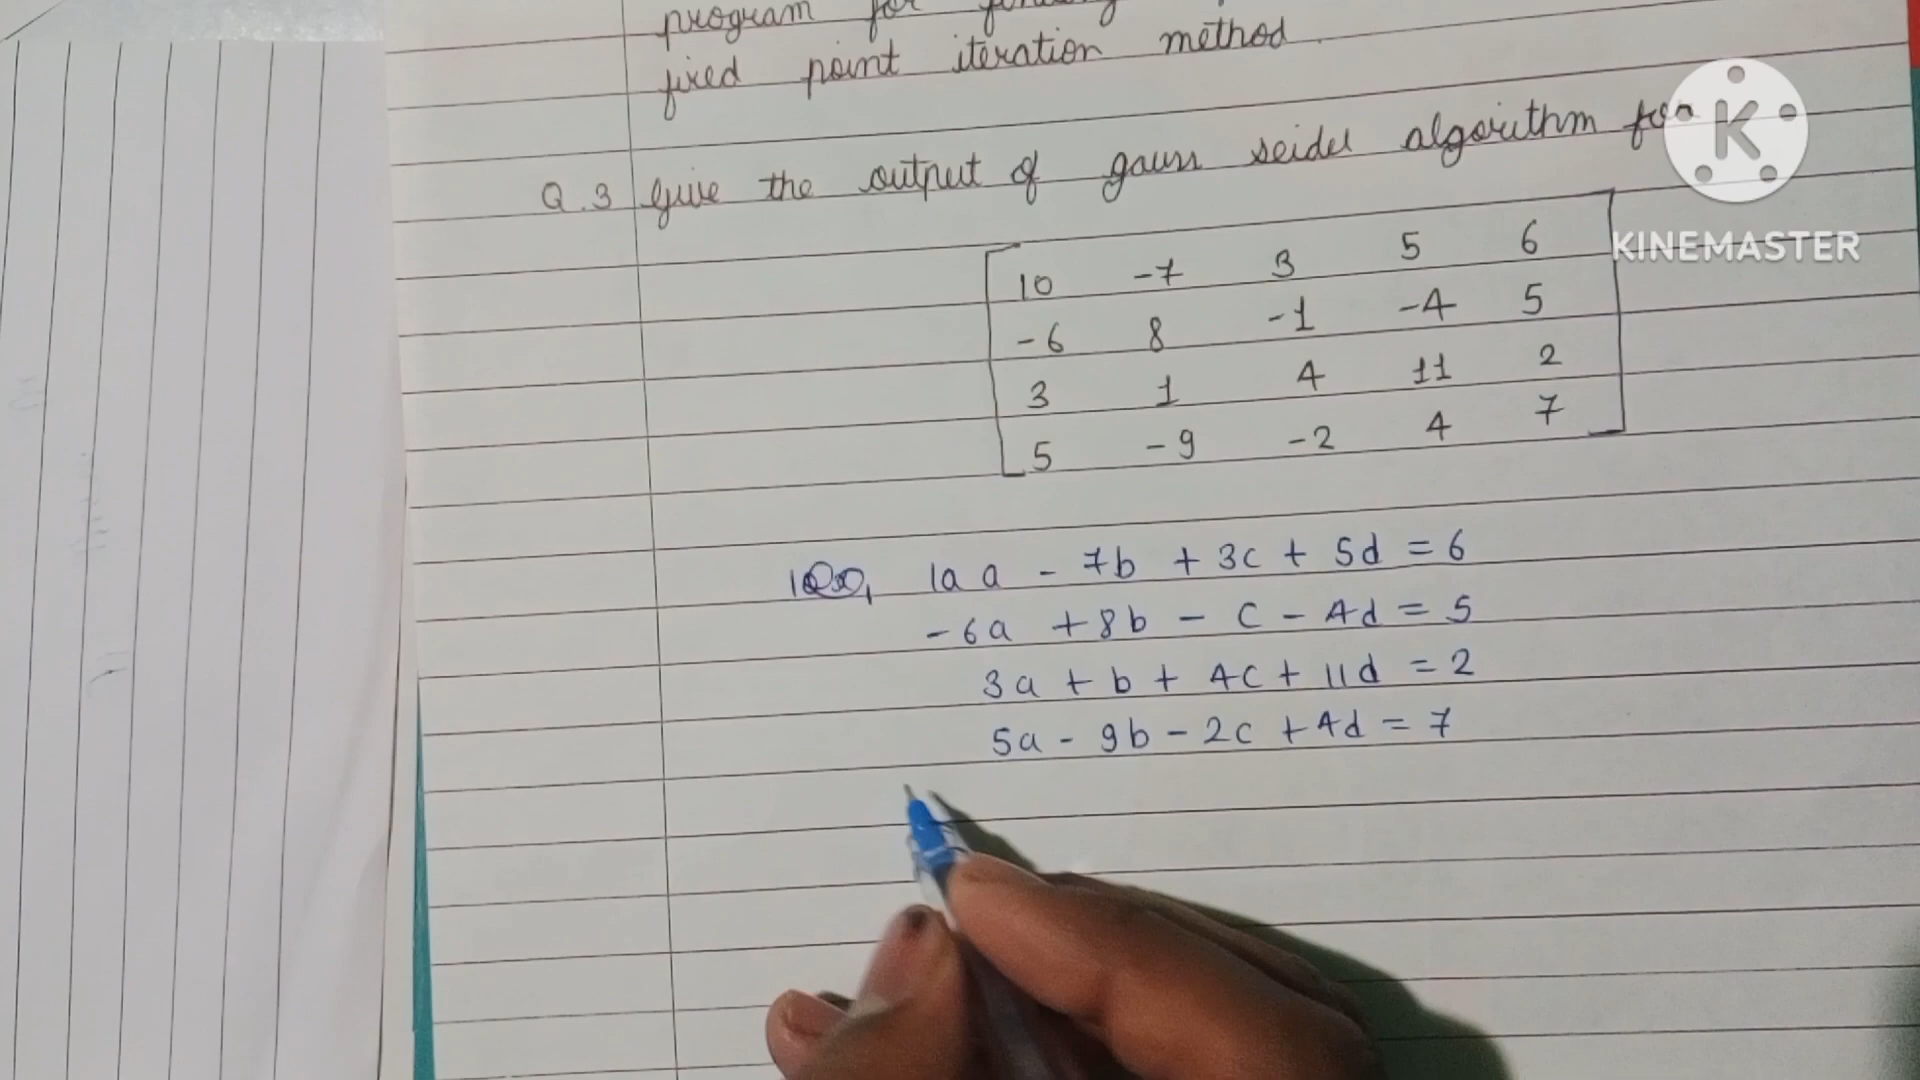 program for
fixed point iteration method.
Q.3 Give the output of gauss seidel algorithm for
10 -7 3 5 6
-6 8 -1 -4 5
3 1 4 11 2
5 -9 -2 4 7
1a a - 7b + 3c + 5d = 6
-6a + 8b - c - 4d = 5
3a + b + 4c + 11d = 2
5a - 9b - 2c + 4d = 7
K
KINEMASTER